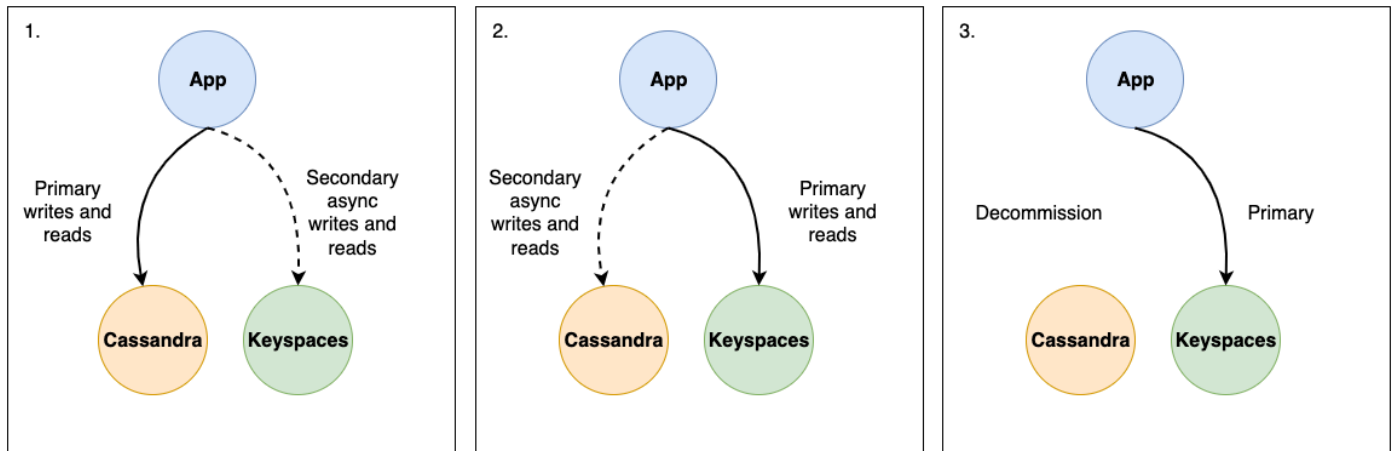 1.
App
Primary
writes and
reads
Secondary
async
writes and
reads
Cassandra
Keyspaces
2.
App
Secondary
async
writes and
reads
Primary
writes and
reads
Cassandra
Keyspaces
3.
App
Decommission
Primary
Cassandra
Keyspaces